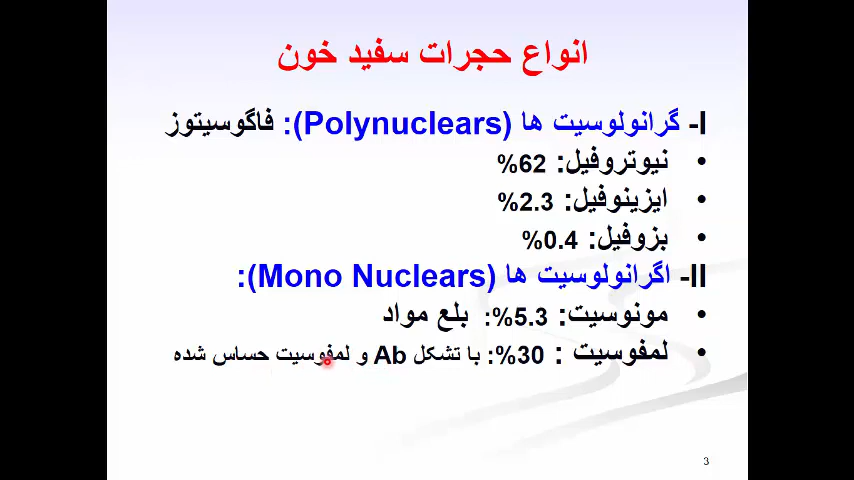 انواع حجرات سفید خون
I- گرانولوسیت ها (Polynuclears): فاگوسیتوز
• نیوتروفیل: 62%
• ایزینوفیل: 2.3%
• بزوفیل: 0.4%
II- اگرانولوسیت ها (Mono Nuclears):
• مونوسیت: 5.3%: بلع مواد
• لمفوسیت : 30%: با تشکل Ab و لمفوسیت حساس شده
3